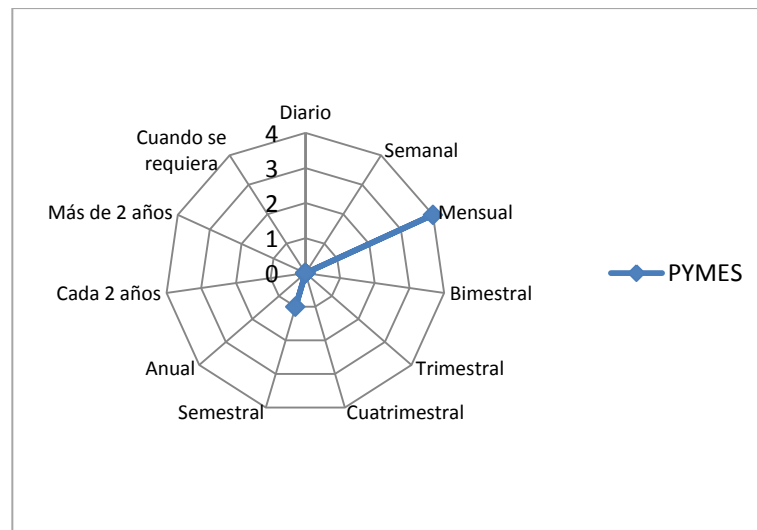 Diario
Semanal
Mensual
Bimestral
Trimestral
Cuatrimestral
Semestral
Anual
Cada 2 años
Más de 2 años
Cuando se
requiera
4
3
2
1
0
PYMES